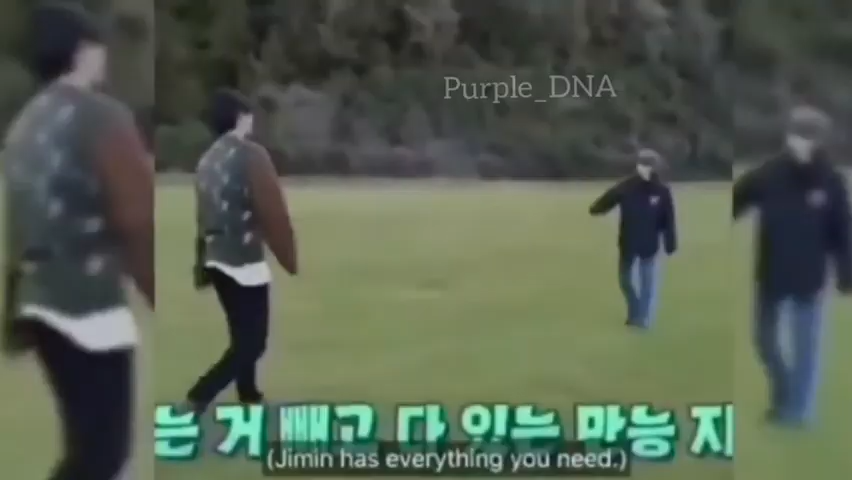 Purple_DNA
는 거 빼고 다 있는 만능 지
(Jimin has everything you need.)